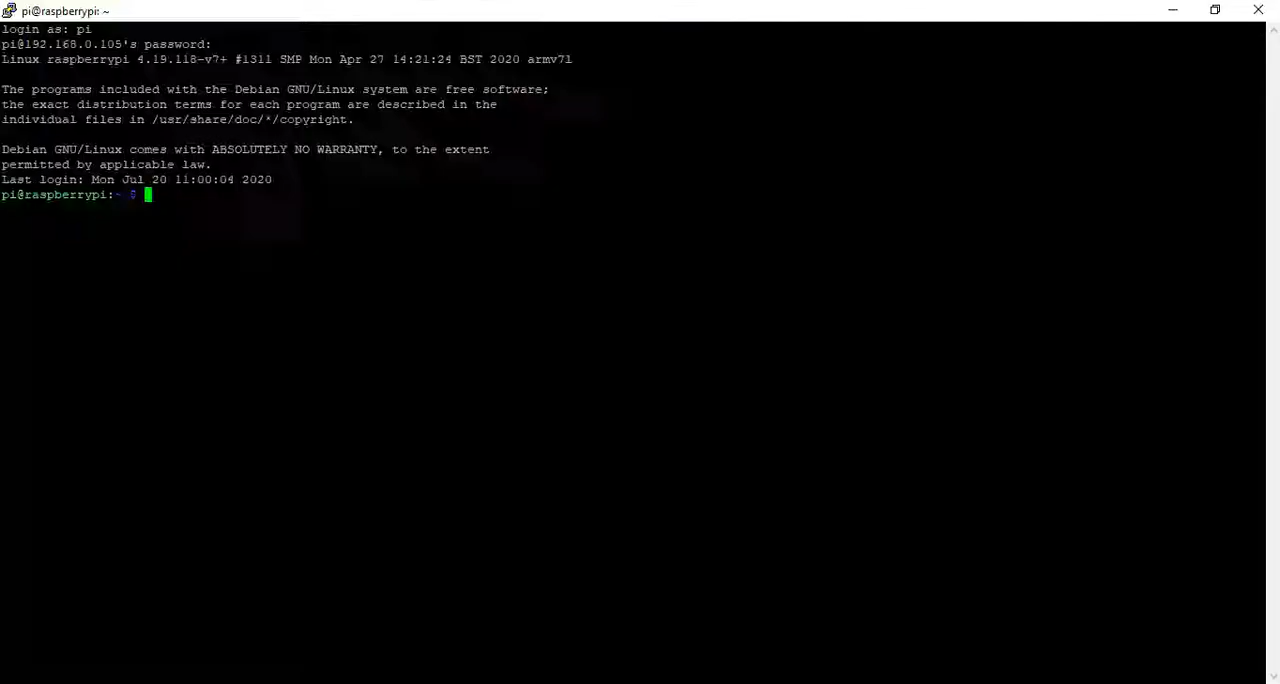 pi@raspberrypi: ~
login as: pi
pi@192.168.0.105's password:
Linux raspberrypi 4.19.118-v7+ #1311 SMP Mon Apr 27 14:21:24 BST 2020 armv7l
The programs included with the Debian GNU/Linux system are free software;
the exact distribution terms for each program are described in the
individual files in /usr/share/doc/*/copyright.
Debian GNU/Linux comes with ABSOLUTELY NO WARRANTY, to the extent
permitted by applicable law.
Last login: Mon Jul 20 11:00:04 2020
pi@raspberrypi:~ $